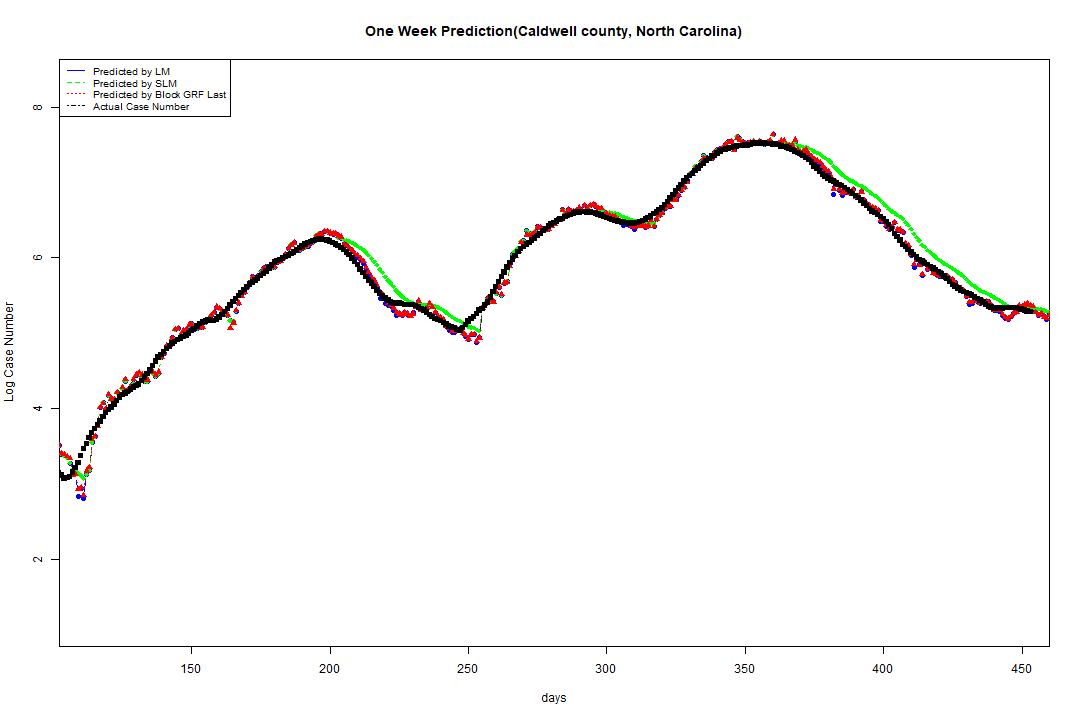 One Week Prediction(Caldwell county, North Carolina)
Predicted by LM
Predicted by SLM
Predicted by Block GRF Last
Actual Case Number
8
6
4
2
Log Case Number
150 200 250 300 350 400 450
days